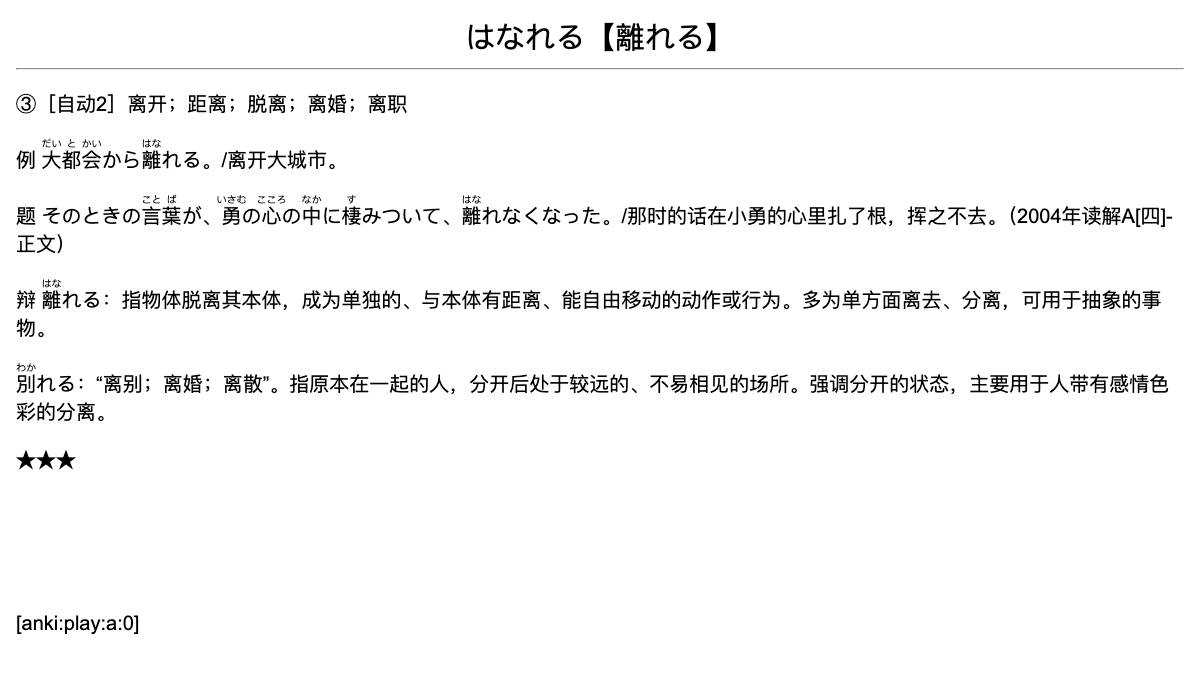 はなれる【離れる】
③［自动2］离开；距离；脱离；离婚；离职
だい と かい はな
例 大都会から離れる。/离开大城市。
こと ば いさむ こころ なか す はな
题 そのときの言葉が、勇の心の中に棲みついて、離れなくなった。/那时的话在小勇的心里扎了根，挥之不去。（2004年读解A[四]-
正文）
はな
辩 離れる：指物体脱离其本体，成为单独的、与本体有距离、能自由移动的动作或行为。多为单方面离去、分离，可用于抽象的事
物。
わか
別れる：“离别；离婚；离散”。指原本在一起的人，分开后处于较远的、不易相见的场所。强调分开的状态，主要用于人带有感情色
彩的分离。
★★★
[anki:play:a:0]